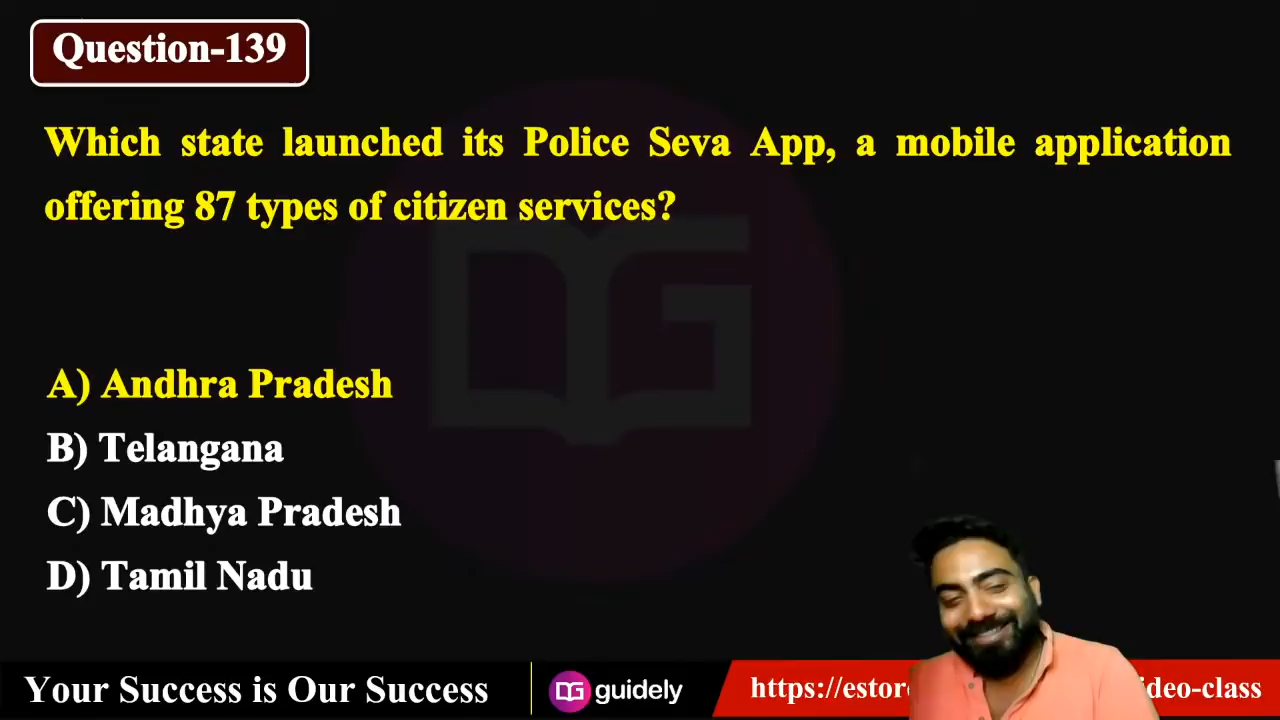 Question-139
Which state launched its Police Seva App, a mobile application
offering 87 types of citizen services?
A) Andhra Pradesh
B) Telangana
C) Madhya Pradesh
D) Tamil Nadu
Your Success is Our Success
DG guidely
https://estor
deo-class